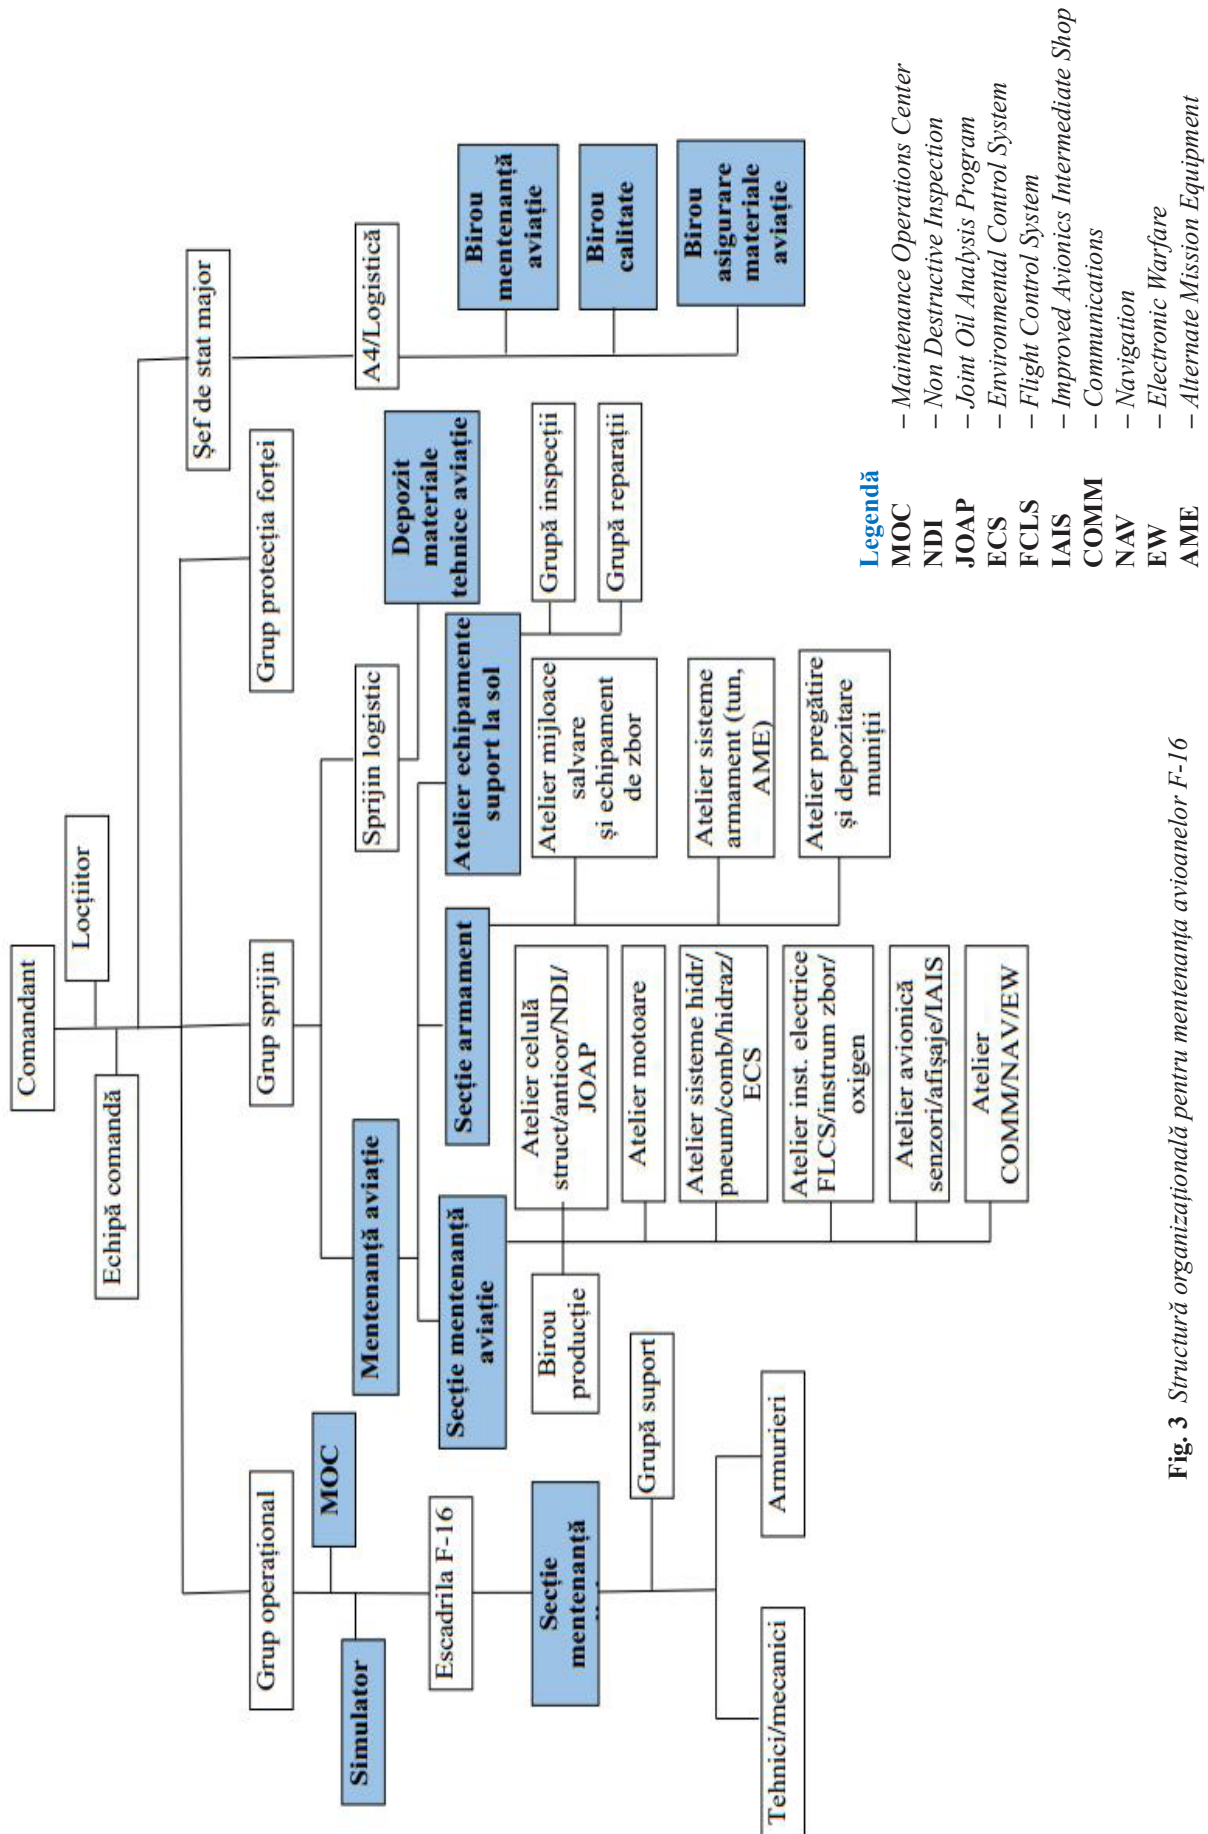 Comandant
Locțiitor
Echipă comandă
Grup operațional
Grup sprijin
Grup protecția forței
Șef de stat major
MOC
Simulator
Mentenanță aviație
Sprijin logistic
A4/Logistică
Escadrila F-16
Secție mentenanță
aviație
Secție armament
Atelier echipamente
suport la sol
Depozit
materiale
tehnice aviație
Birou
mentenanță
aviație
Birou
calitate
Birou
asigurare
materiale
aviație
Secție
mentenanță
Grupă suport
Tehnici/mecanici
Armurieri
Birou
producție
Atelier celulă
struct/anticor/NDI/
JOAP
Atelier motoare
Atelier sisteme hidr/
pneum/comb/hidraz/
ECS
Atelier inst. electrice
FLCS/instrum zbor/
oxigen
Atelier avionică
senzori/afișaje/IAIS
Atelier
COMM/NAV/EW
Atelier mijloace
salvare
și echipament
de zbor
Atelier sisteme
armament (tun,
AME)
Atelier pregătire
și depozitare
muniții
Grupă inspecții
Grupă reparații
Legendă
MOC – Maintenance Operations Center
NDI – Non Destructive Inspection
JOAP – Joint Oil Analysis Program
ECS – Environmental Control System
FCLS – Flight Control System
IAIS – Improved Avionics Intermediate Shop
COMM – Communications
NAV – Navigation
EW – Electronic Warfare
AME – Alternate Mission Equipment
Fig. 3 Structură organizațională pentru mentenanța avioanelor F-16